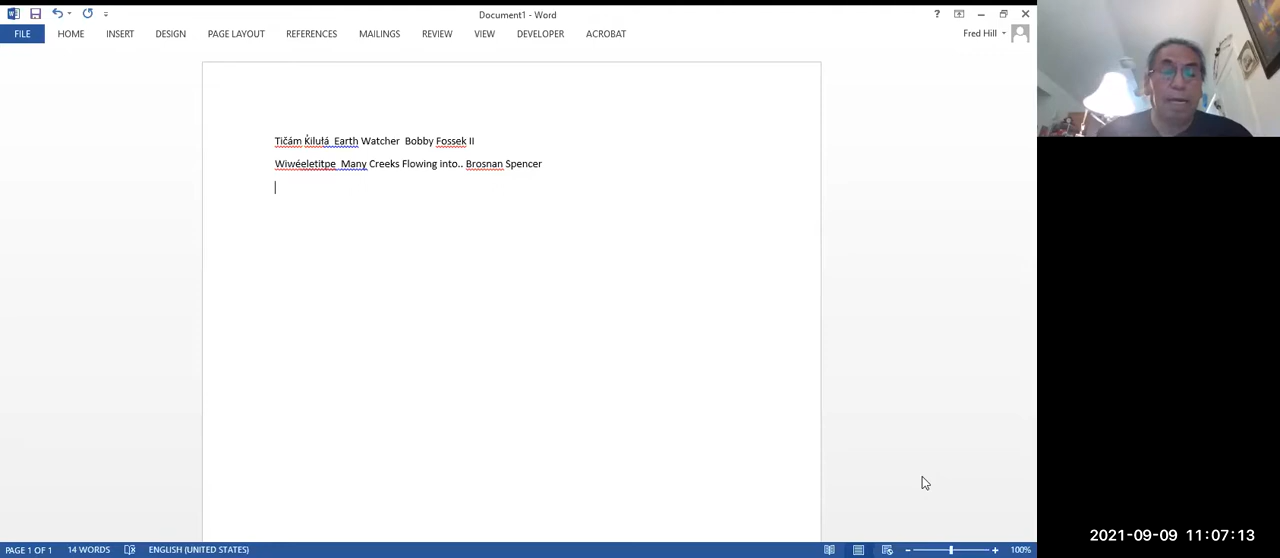 Document1 - Word
?
FILE HOME INSERT DESIGN PAGE LAYOUT REFERENCES MAILINGS REVIEW VIEW DEVELOPER ACROBAT Fred Hill
Tičám K̓ilułá  Earth Watcher  Bobby Fossek II
Wiwéeletitpe  Many Creeks Flowing into.. Brosnan Spencer
PAGE 1 OF 1 14 WORDS ENGLISH (UNITED STATES) 100%
2021-09-09 11:07:13